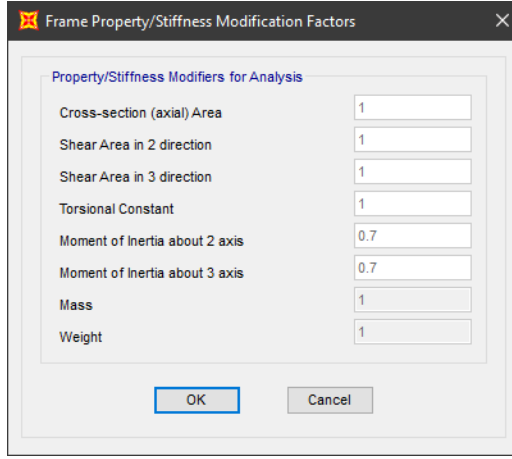 Frame Property/Stiffness Modification Factors
Property/Stiffness Modifiers for Analysis
Cross-section (axial) Area 1
Shear Area in 2 direction 1
Shear Area in 3 direction 1
Torsional Constant 1
Moment of Inertia about 2 axis 0.7
Moment of Inertia about 3 axis 0.7
Mass 1
Weight 1
OK Cancel